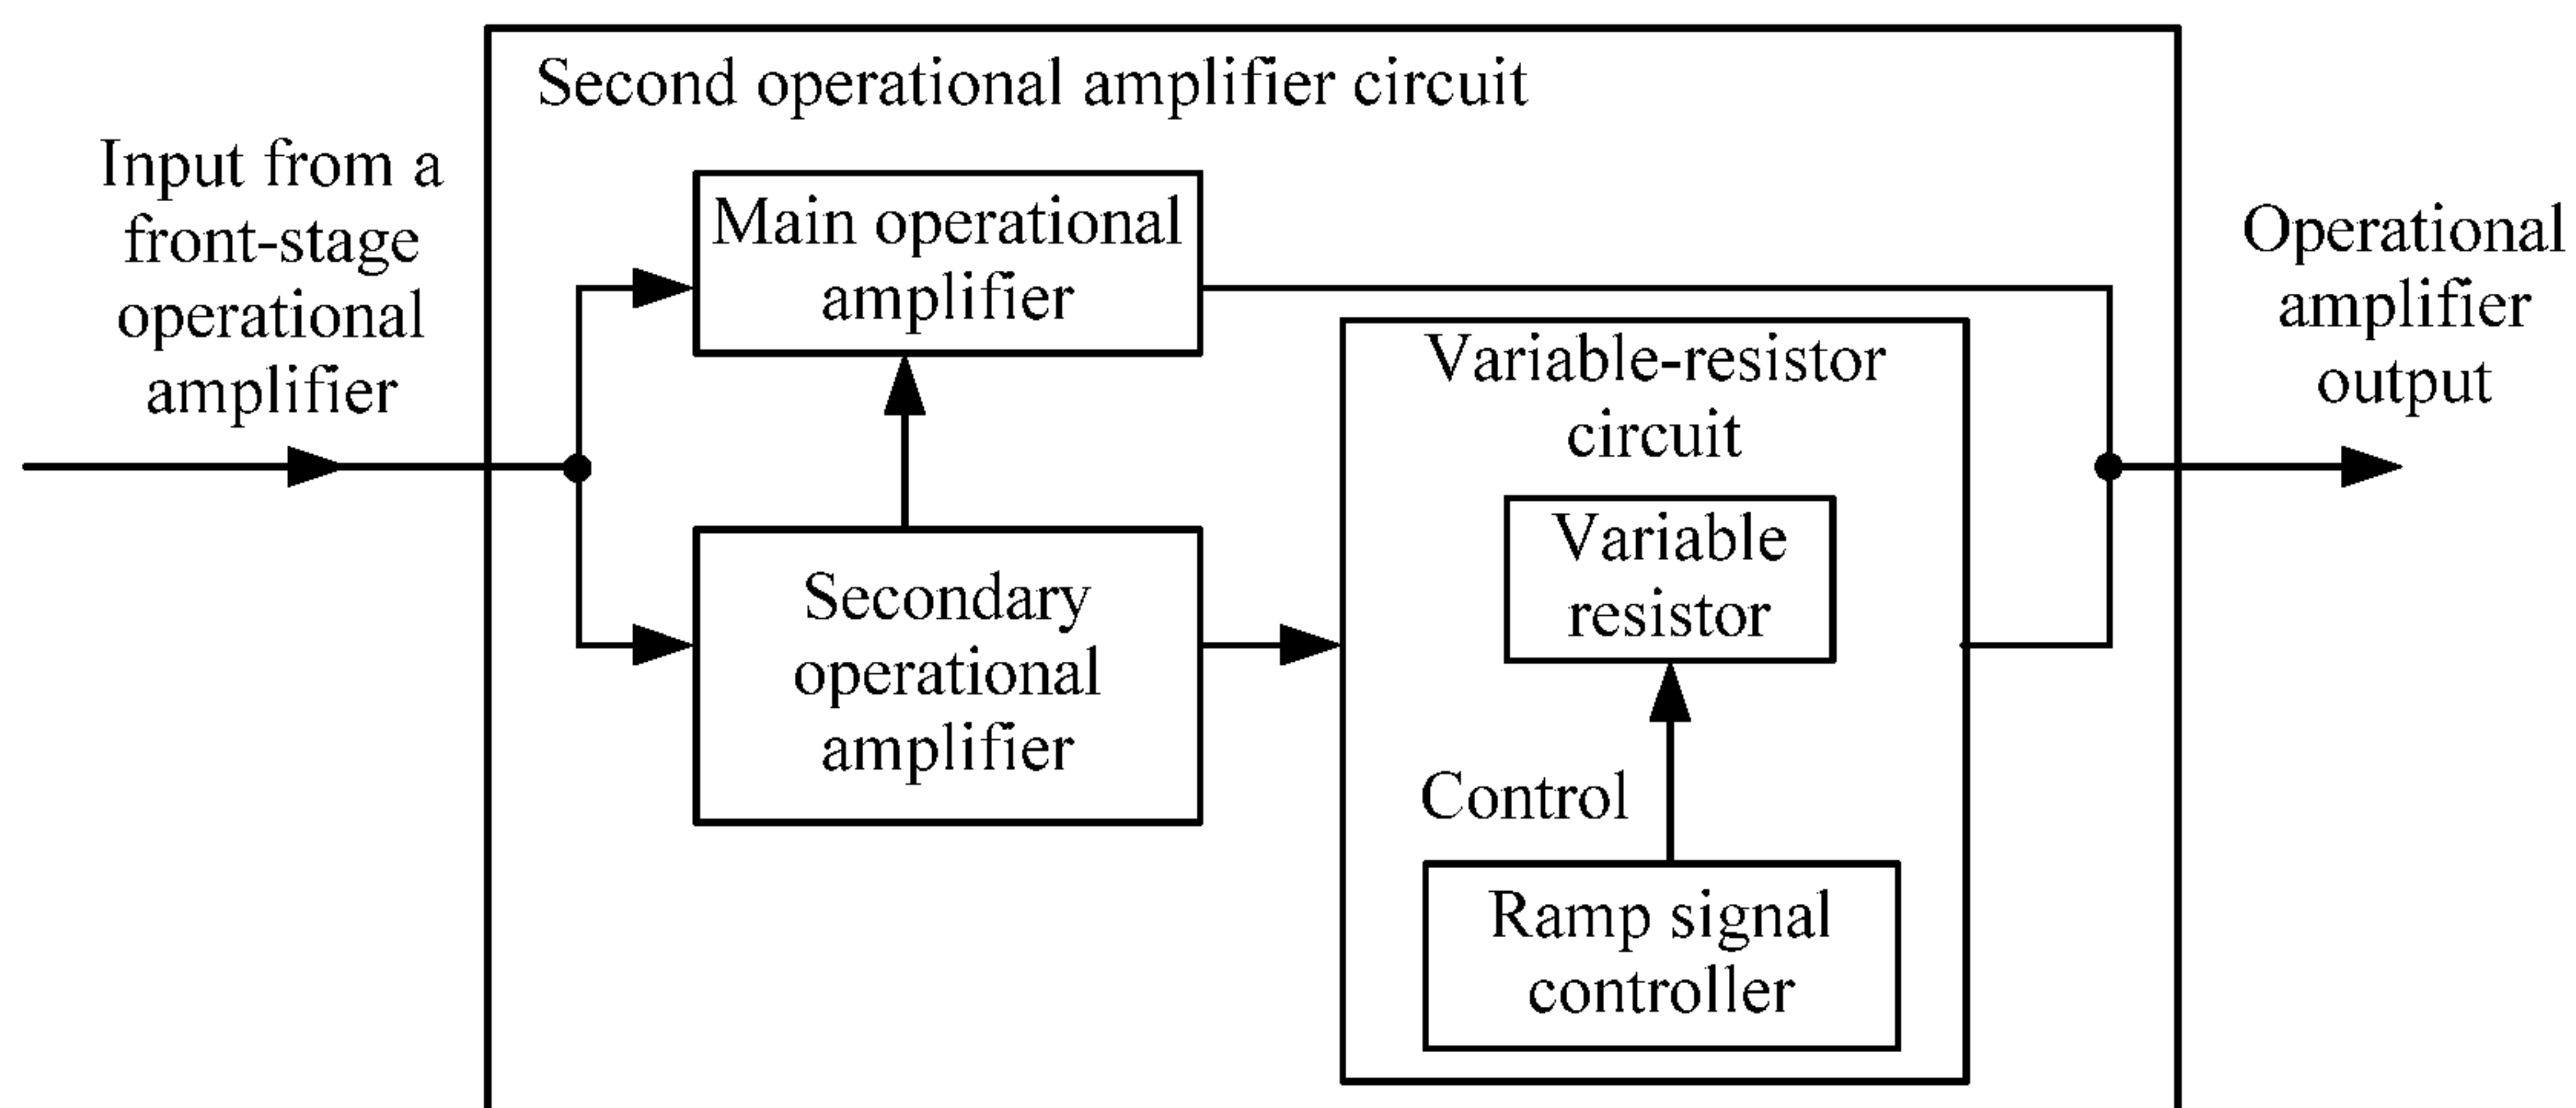 Second operational amplifier circuit
Input from a
front-stage
operational
amplifier
Main operational
amplifier
Secondary
operational
amplifier
Variable-resistor
circuit
Variable
resistor
Control
Ramp signal
controller
Operational
amplifier
output